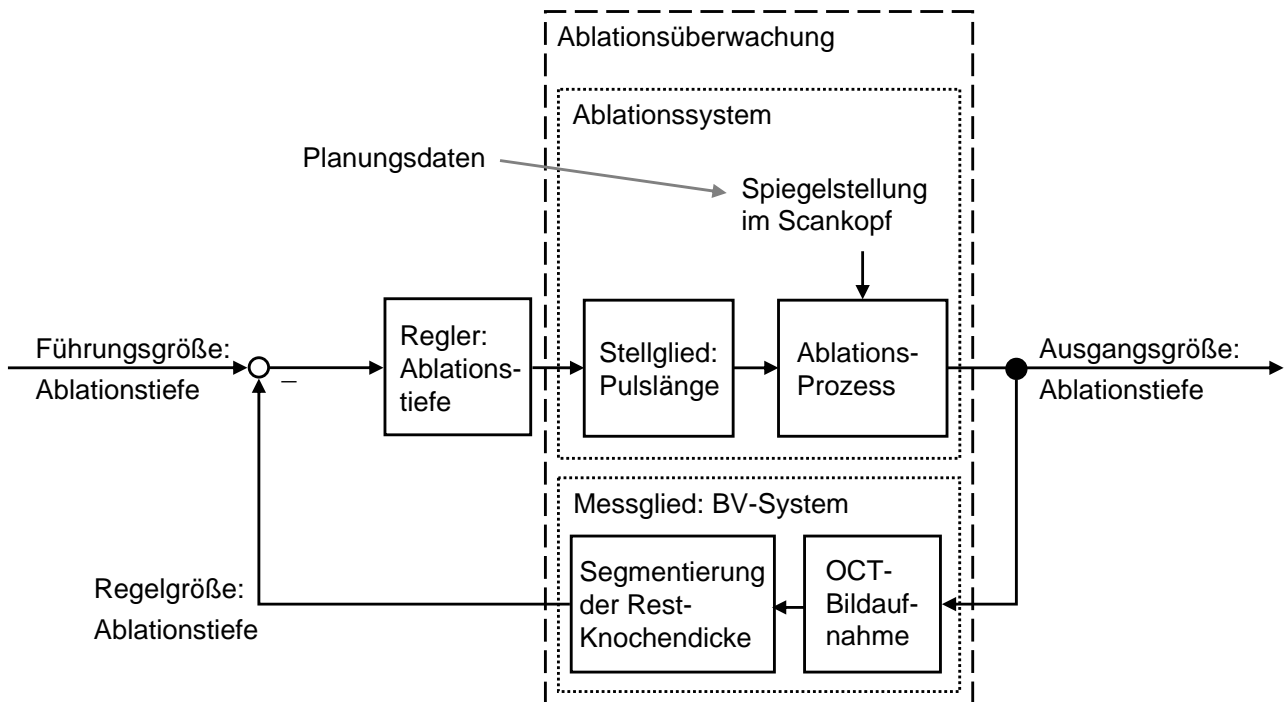 Ablationsüberwachung
Ablationssystem
Planungsdaten
Spiegelstellung
im Scankopf
Führungsgröße:
Ablationstiefe
–
Regler:
Ablations-
tiefe
Stellglied:
Pulslänge
Ablations-
Prozess
Ausgangsgröße:
Ablationstiefe
Messglied: BV-System
Regelgröße:
Ablationstiefe
Segmentierung
der Rest-
Knochendicke
OCT-
Bildauf-
nahme